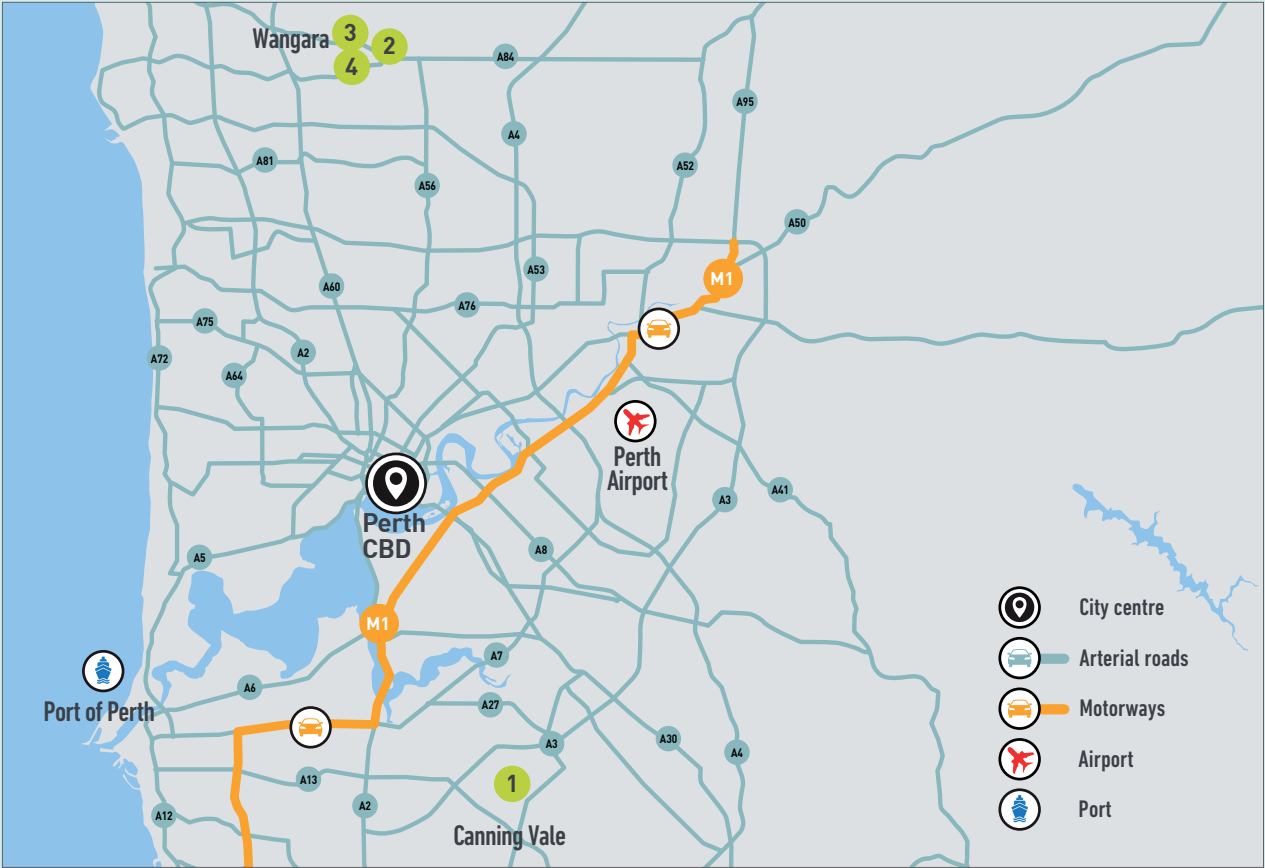 3
Wangara
2
4
A84
A95
A4
A81
A52
A56
A50
A53
M1
A60
A76
A75
A2
A72
A64
Perth
Airport
A3
A41
Perth
CBD
A8
A5
City centre
M1
A7
Arterial roads
Port of Perth
A6
A27
Motorways
A3
A30
A4
Airport
A13
1
A2
Port
A12
Canning Vale